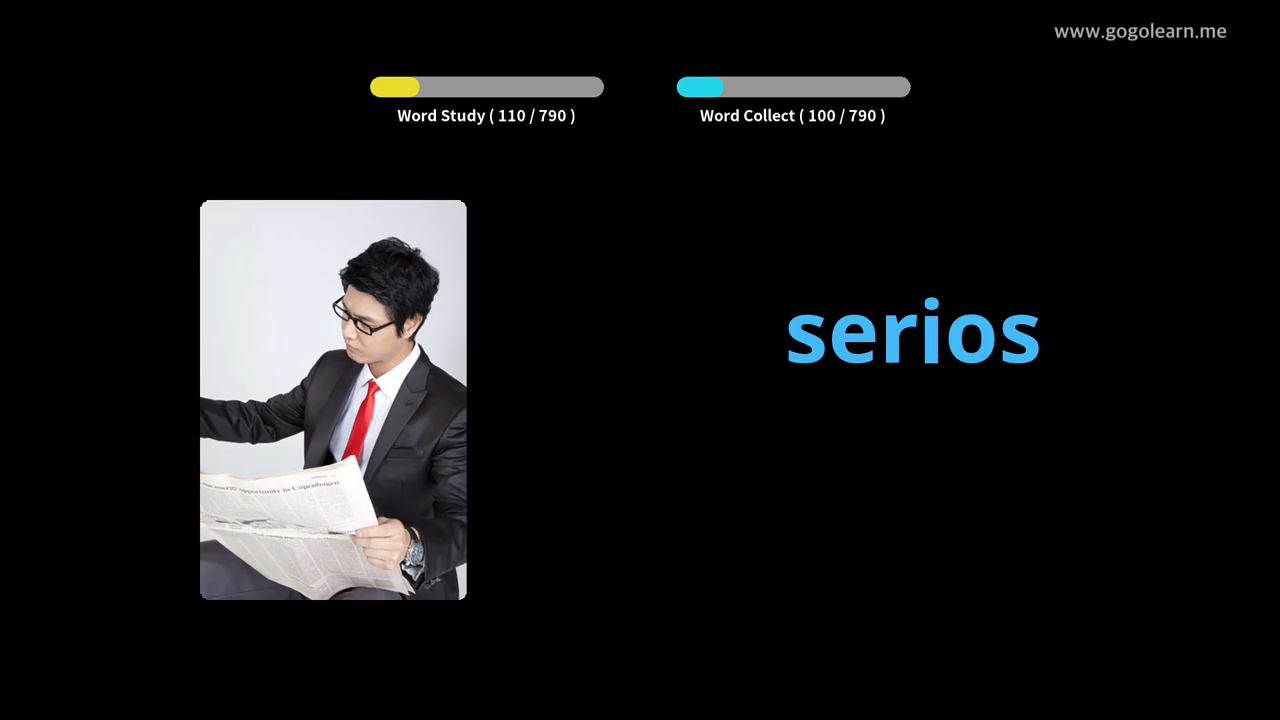 www.gogolearn.me
Word Study ( 110 / 790 )
Word Collect ( 100 / 790 )
serios
opportunity in Copenhagen